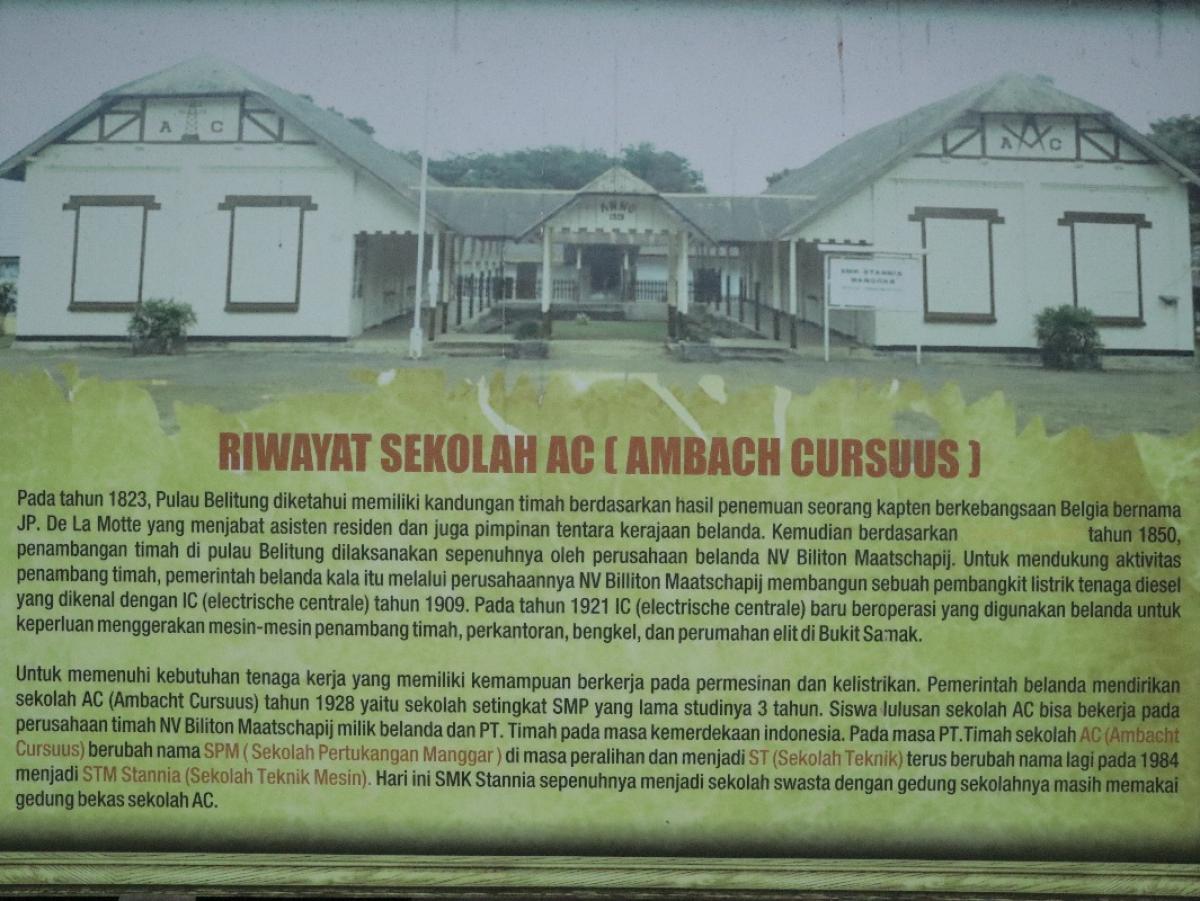 A C
A C
ANNO
SMK STANNIA
MANGGAR
RIWAYAT SEKOLAH AC ( AMBACH CURSUUS )
Pada tahun 1823, Pulau Belitung diketahui memiliki kandungan timah berdasarkan hasil penemuan seorang kapten berkebangsaan Belgia bernama
JP. De La Motte yang menjabat asisten residen dan juga pimpinan tentara kerajaan belanda. Kemudian berdasarkan tahun 1850,
penambangan timah di pulau Belitung dilaksanakan sepenuhnya oleh perusahaan belanda NV Biliton Maatschapij. Untuk mendukung aktivitas
penambang timah, pemerintah belanda kala itu melalui perusahaannya NV Billiton Maatschapij membangun sebuah pembangkit listrik tenaga diesel
yang dikenal dengan IC (electrische centrale) tahun 1909. Pada tahun 1921 IC (electrische centrale) baru beroperasi yang digunakan belanda untuk
keperluan menggerakan mesin-mesin penambang timah, perkantoran, bengkel, dan perumahan elit di Bukit Samak.
Untuk memenuhi kebutuhan tenaga kerja yang memiliki kemampuan berkerja pada permesinan dan kelistrikan. Pemerintah belanda mendirikan
sekolah AC (Ambacht Cursuus) tahun 1928 yaitu sekolah setingkat SMP yang lama studinya 3 tahun. Siswa lulusan sekolah AC bisa bekerja pada
perusahaan timah NV Biliton Maatschapij milik belanda dan PT. Timah pada masa kemerdekaan indonesia. Pada masa PT.Timah sekolah AC (Ambacht
Cursuus) berubah nama SPM ( Sekolah Pertukangan Manggar ) di masa peralihan dan menjadi ST (Sekolah Teknik) terus berubah nama lagi pada 1984
menjadi STM Stannia (Sekolah Teknik Mesin). Hari ini SMK Stannia sepenuhnya menjadi sekolah swasta dengan gedung sekolahnya masih memakai
gedung bekas sekolah AC.